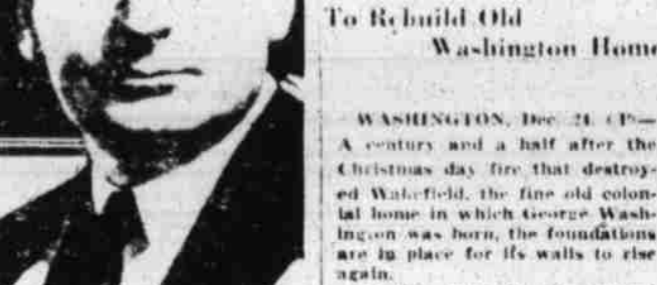 To Rebuild Old
Washington Home
WASHINGTON, Dec. 24. (P)—
A century and a half after the
Christmas day fire that destroy-
ed Wakefield, the fine old colon-
ial home in which George Wash-
ington was born, the foundations
are in place for its walls to rise
again.